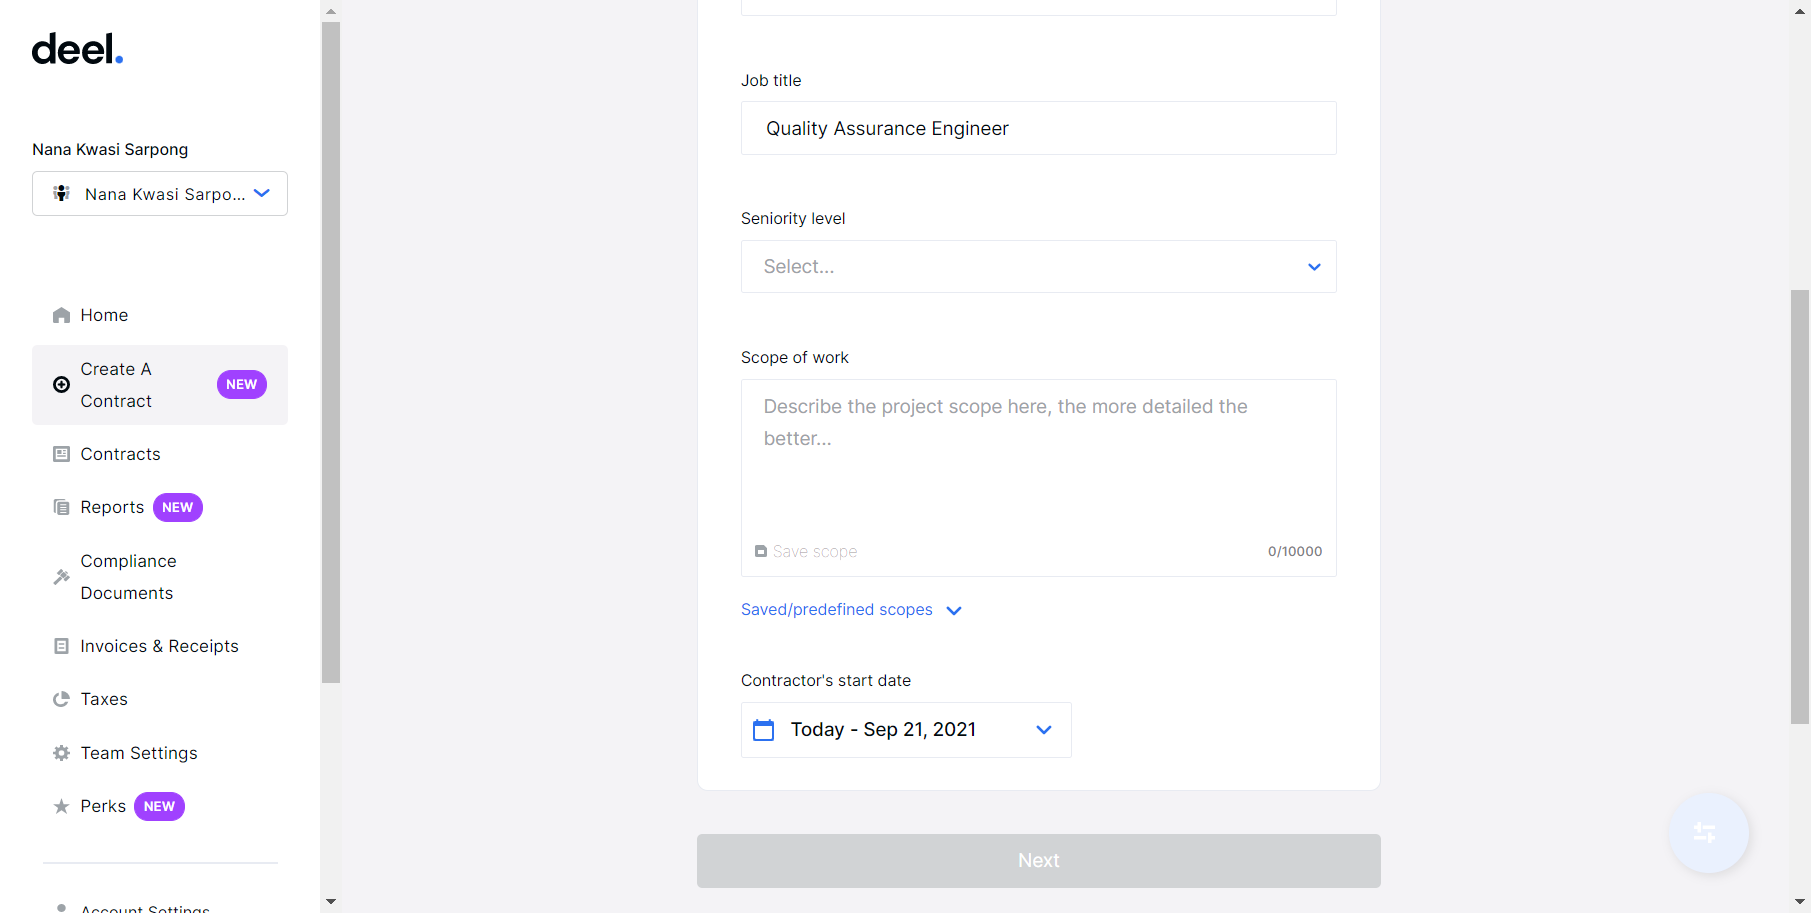 deel.
Nana Kwasi Sarpong
Nana Kwasi Sarpo...
Home
Create A
Contract
NEW
Contracts
Reports NEW
Compliance
Documents
Invoices & Receipts
Taxes
Team Settings
Perks NEW
Account Settings
Job title
Quality Assurance Engineer
Seniority level
Select...
Scope of work
Describe the project scope here, the more detailed the
better...
Save scope 0/10000
Saved/predefined scopes
Contractor's start date
Today - Sep 21, 2021
Next